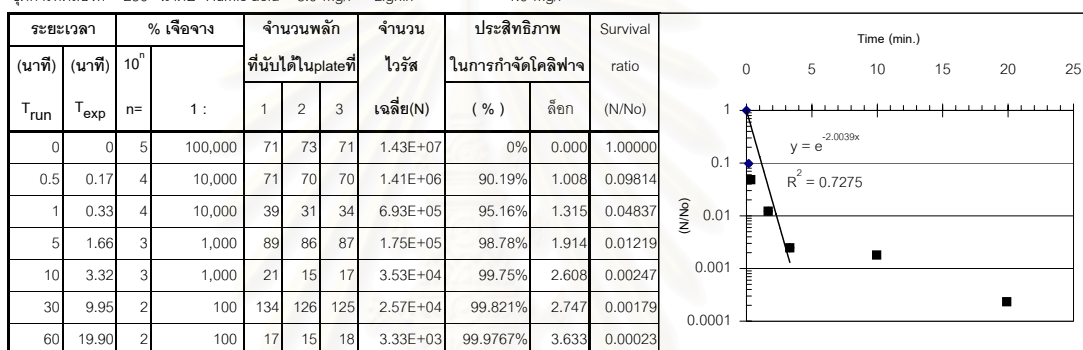 ระยะเวลา % เจือจาง จำนวนพลัก จำนวน ประสิทธิภาพ Survival
(นาที) (นาที) 10^n ที่นับได้ในplateที่ ไวรัส ในการกำจัดโคลิฟาจ ratio
T_run T_exp n= 1 : 1 2 3 เฉลี่ย(N) ( % ) ล็อก (N/No)
0 0 5 100,000 71 73 71 1.43E+07 0% 0.000 1.00000
0.5 0.17 4 10,000 71 70 70 1.41E+06 90.19% 1.008 0.09814
1 0.33 4 10,000 39 31 34 6.93E+05 95.16% 1.315 0.04837
5 1.66 3 1,000 89 86 87 1.75E+05 98.78% 1.914 0.01219
10 3.32 3 1,000 21 15 17 3.53E+04 99.75% 2.608 0.00247
30 9.95 2 100 134 126 125 2.57E+04 99.821% 2.747 0.00179
60 19.90 2 100 17 15 18 3.33E+03 99.9767% 3.633 0.00023
Time (min.)
0 5 10 15 20 25
1
0.1
0.01
0.001
0.0001
(N/No)
y = e^-2.0039x
R^2 = 0.7275